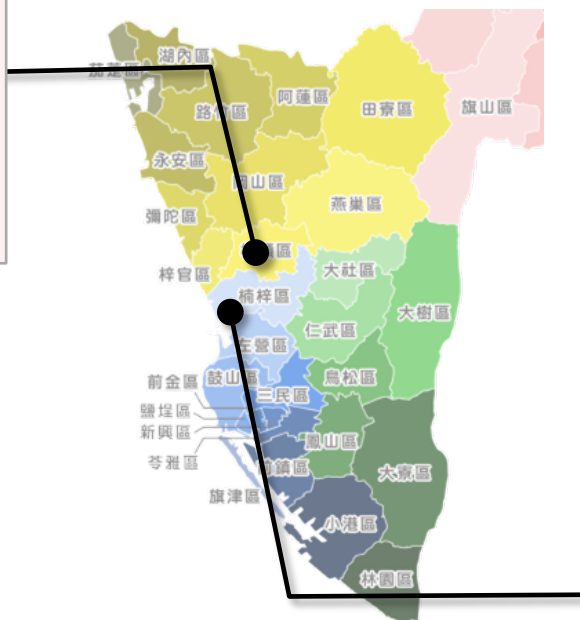 湖內區
茄萣區
路竹區
阿蓮區
田寮區
旗山區
永安區
岡山區
燕巢區
彌陀區
區
梓官區
大社區
楠梓區
大樹區
仁武區
左營區
前金區
鼓山區
三民區
鳥松區
鹽埕區
新興區
鳳山區
苓雅區
前鎮區
大寮區
旗津區
小港區
林園區